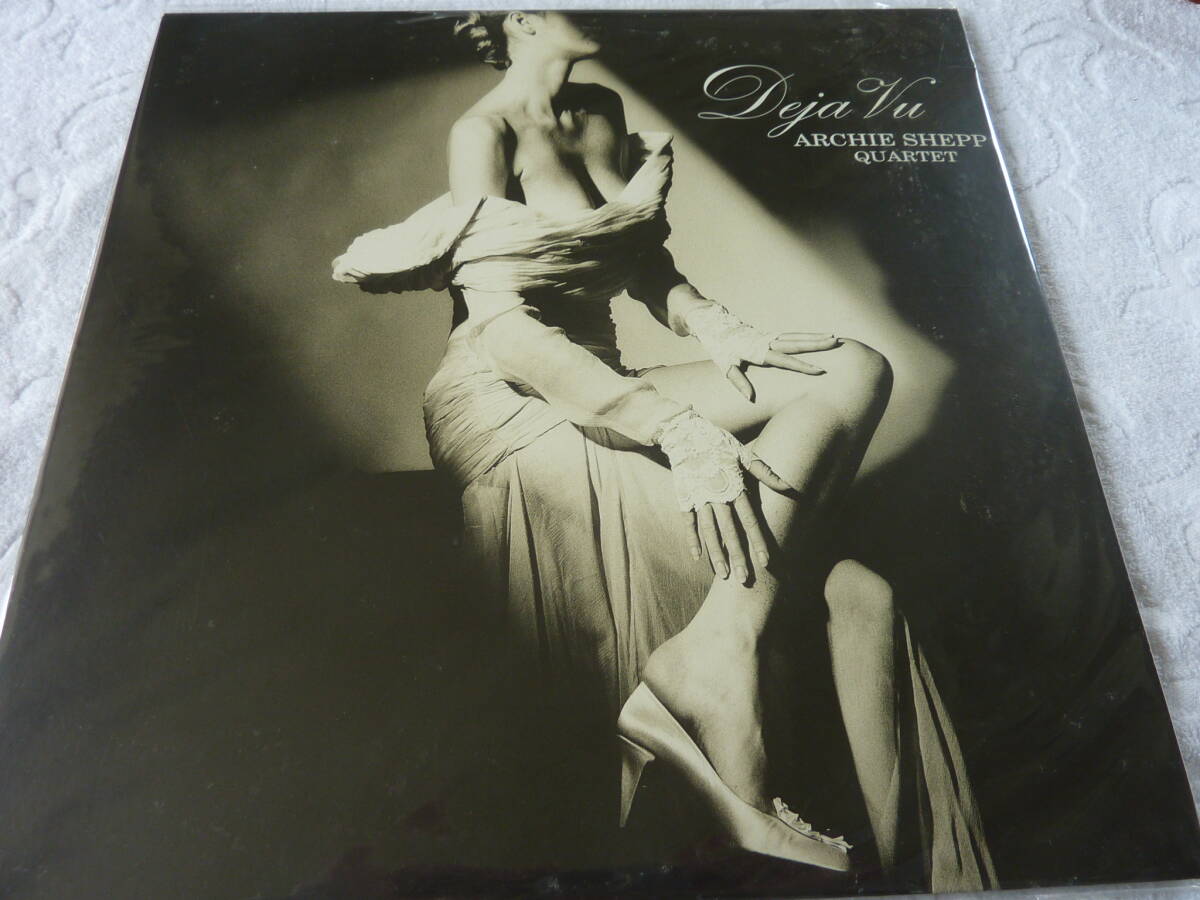 Deja Vu
ARCHIE SHEPP
QUARTET